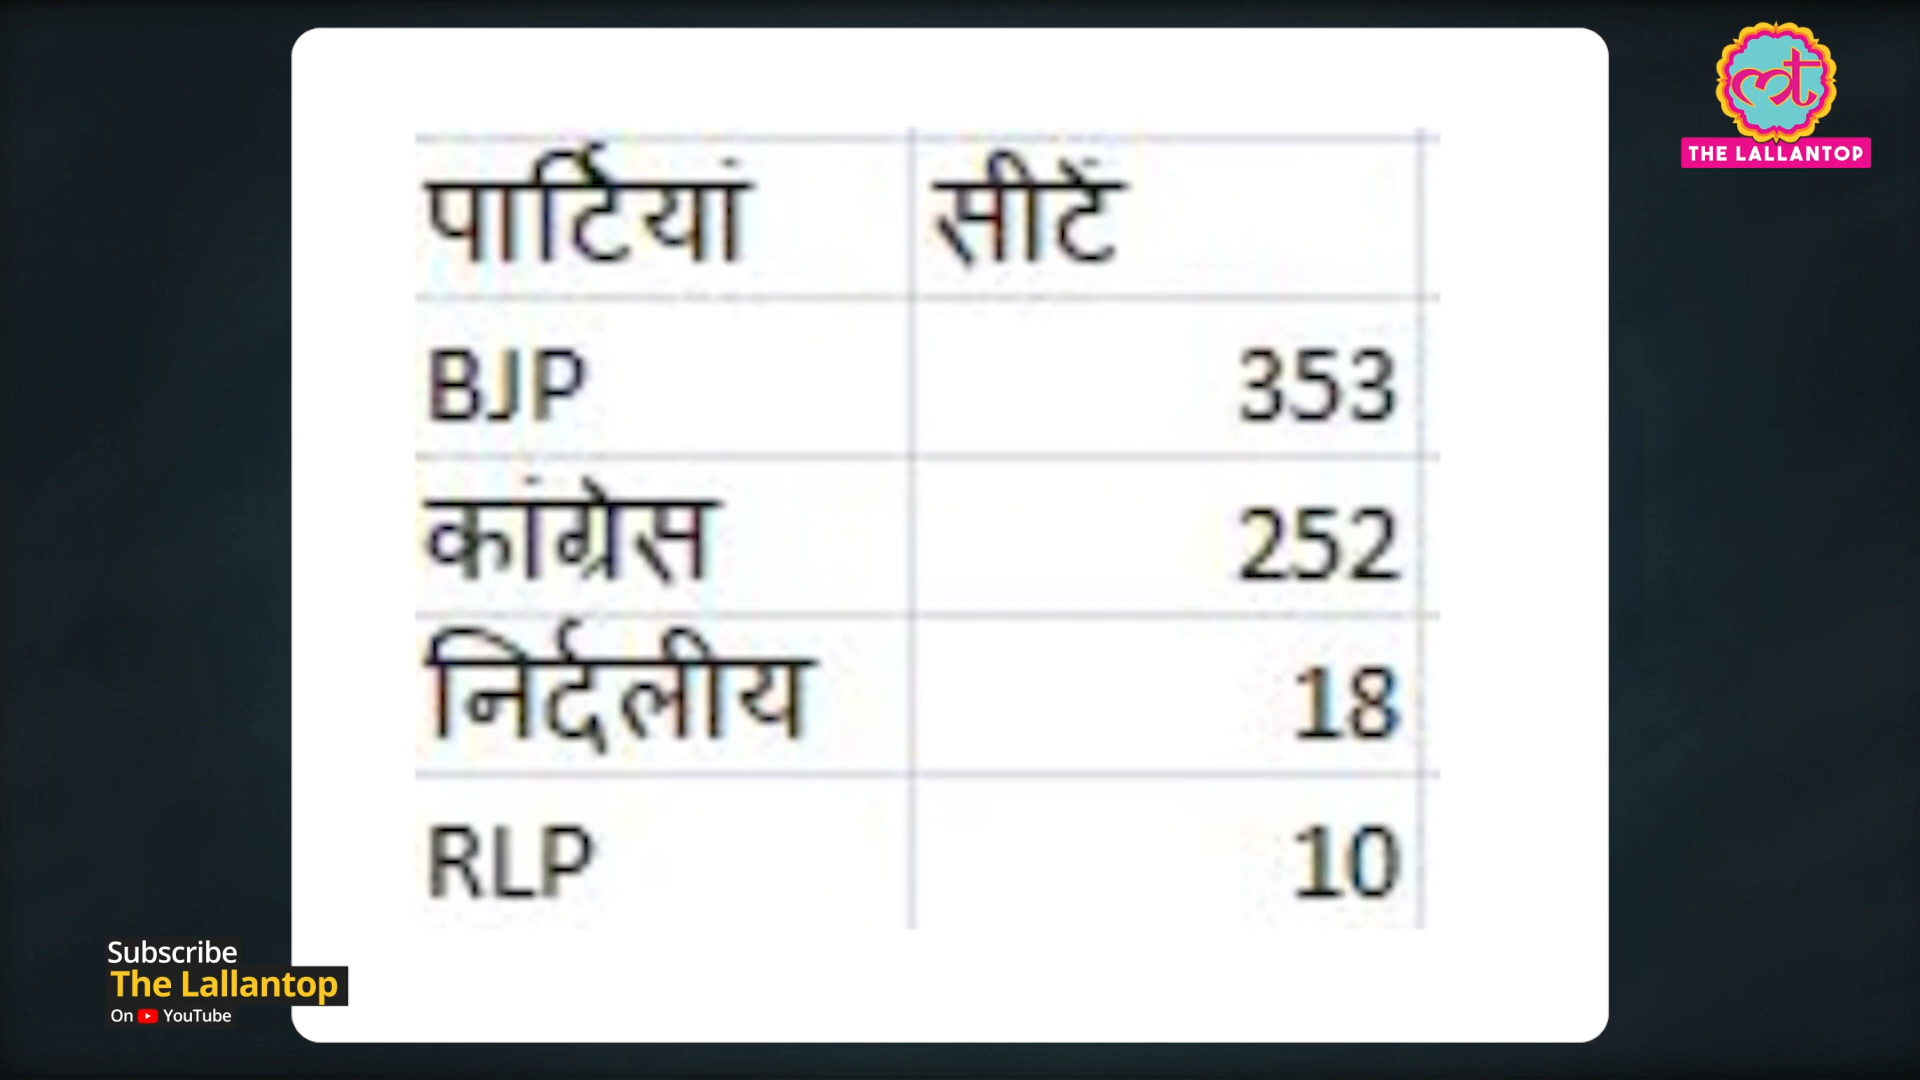 THE LALLANTOP
पार्टियां सीटें
BJP 353
कांग्रेस 252
निर्दलीय 18
RLP 10
Subscribe
The Lallantop
On YouTube